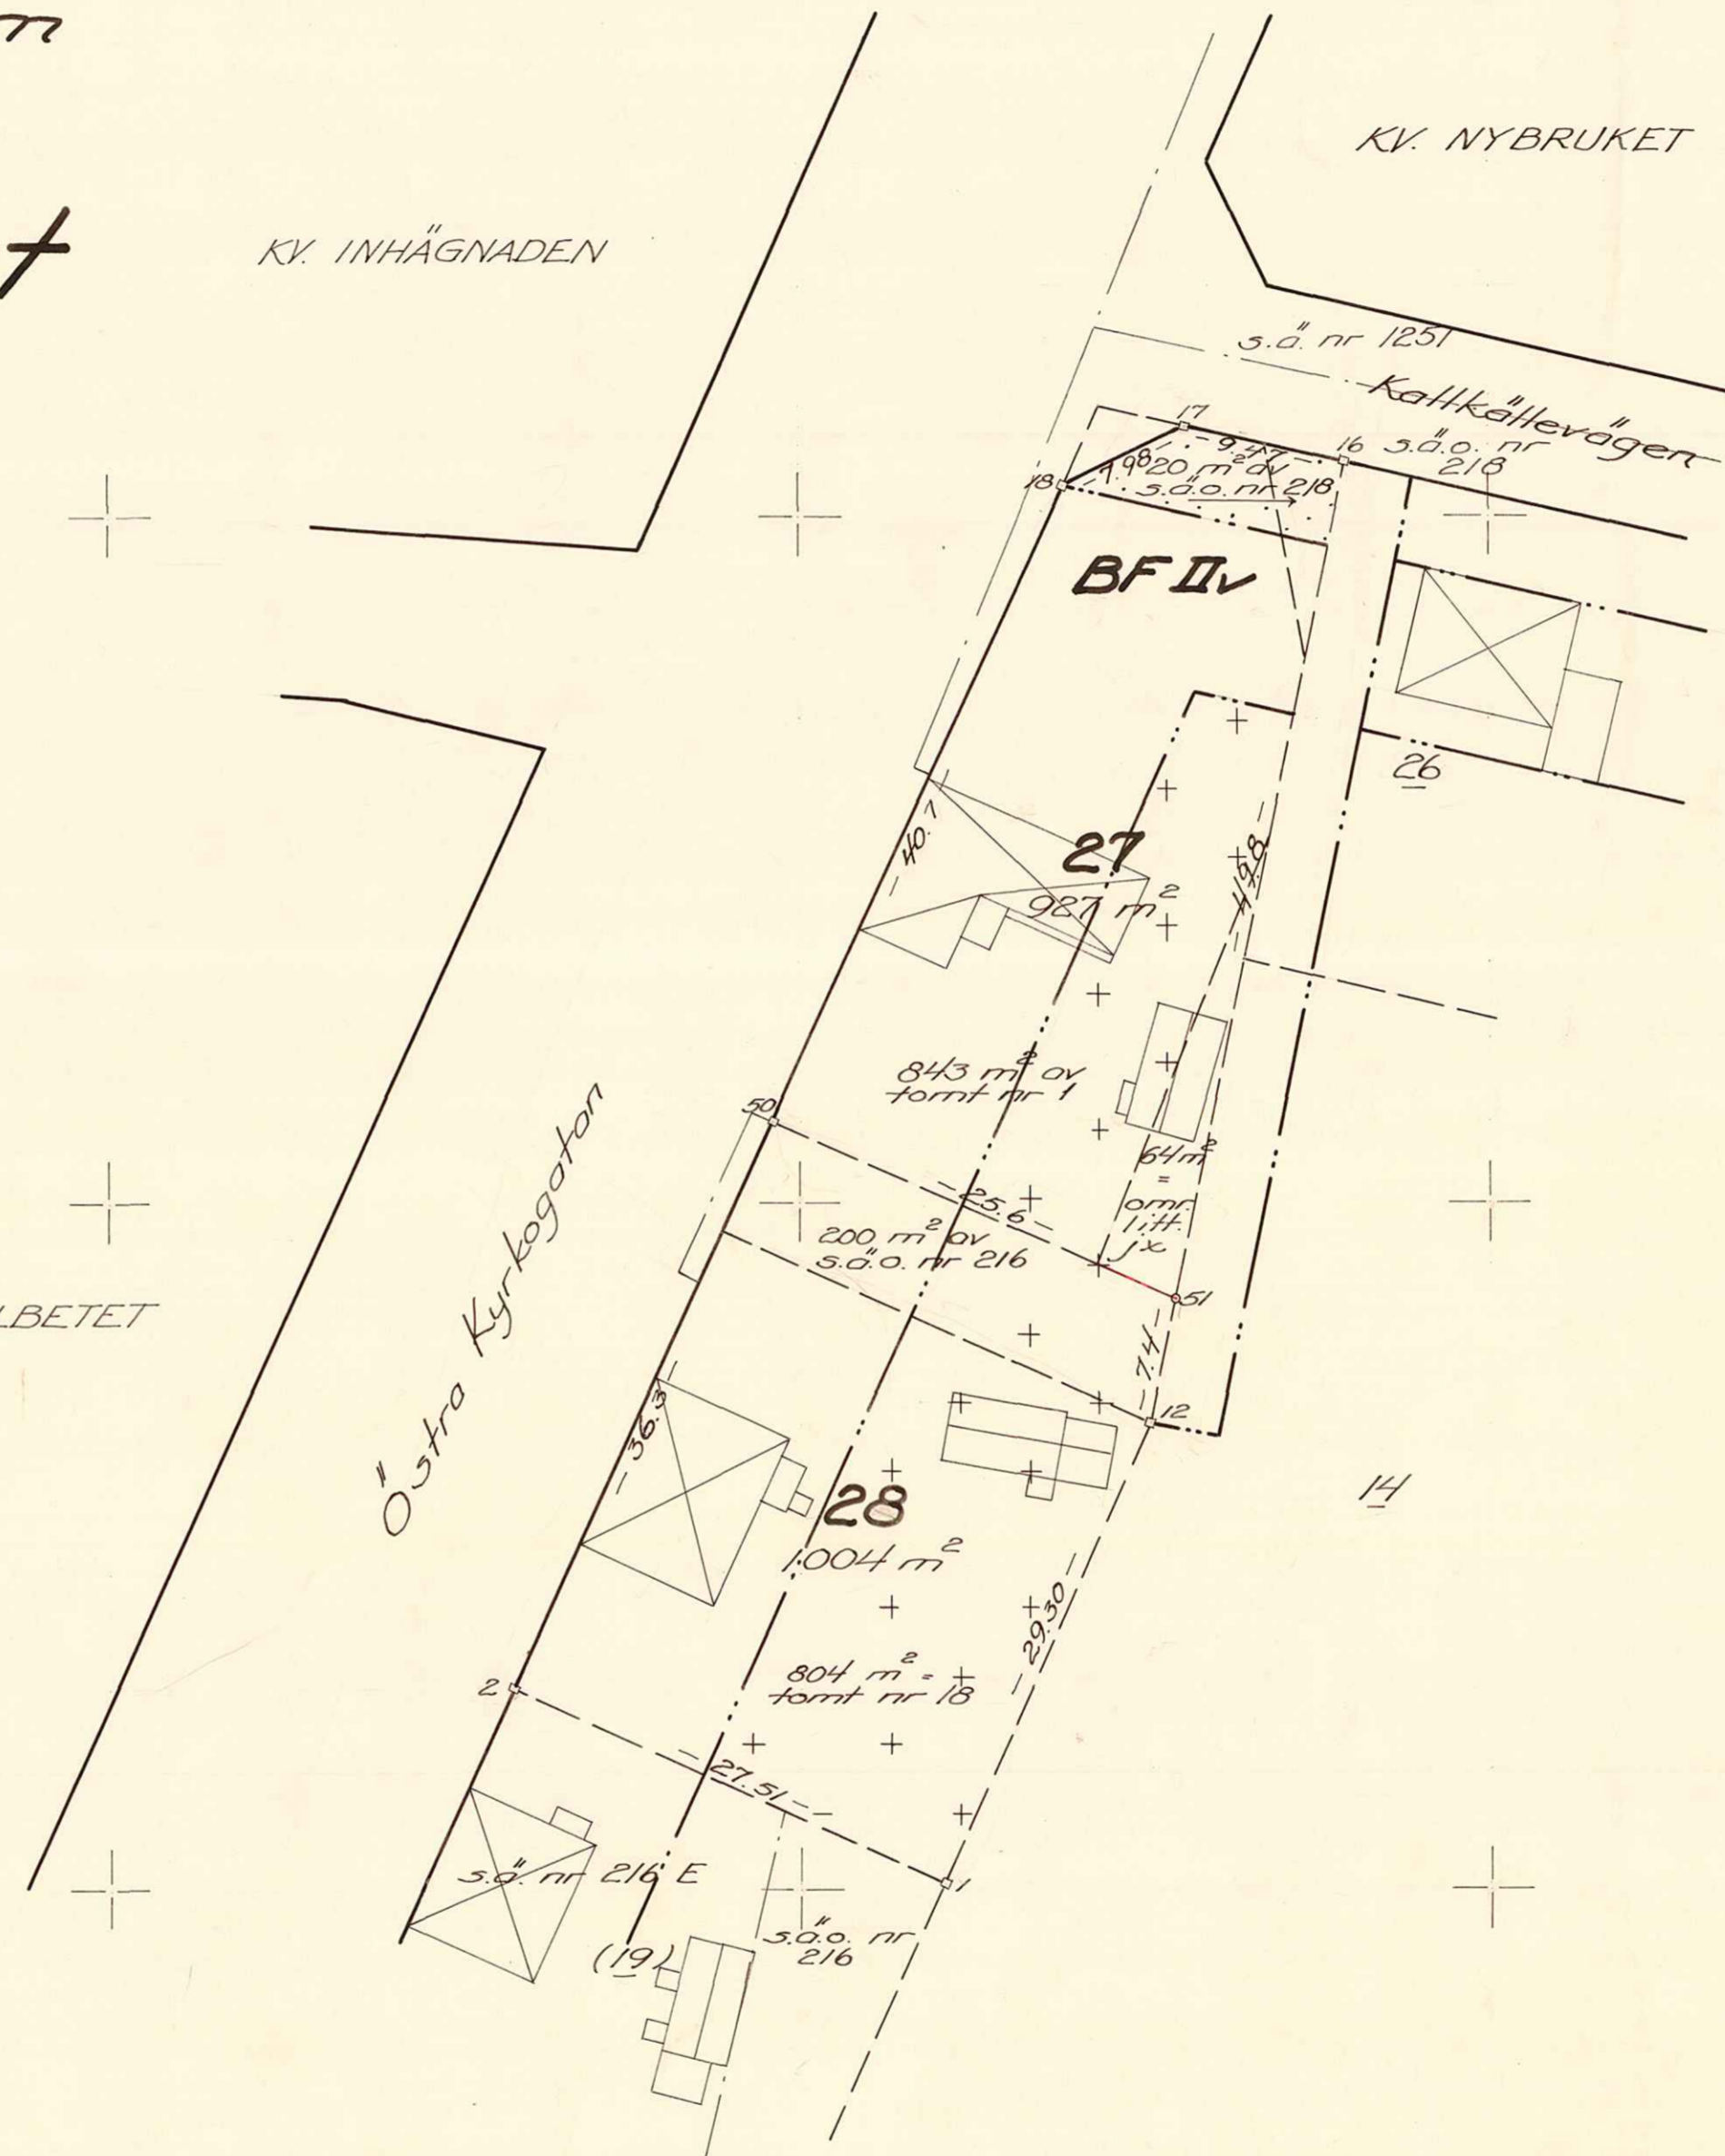 KV. NYBRUKET
KV. INHÄGNADEN
s.ä. nr 1251
Kallkällevägen
17
9.47
16
s.ä.o. nr
218
18
7.98
20 m² av
s.ä.o. nr 218
BF IIv
26
40.7
27
927 m²
49.8
843 m² av
tomt nr 1
50
64 m²
=
omr.
litt.
1x
25.6
200 m² av
s.ä.o. nr 216
51
LBETET
Östra Kyrkogatan
7.4
12
36.3
28
1.004 m²
14
29.30
804 m² =
tomt nr 18
2
27.51
s.ä. nr 216 E
1
(19)
s.ä.o. nr
216